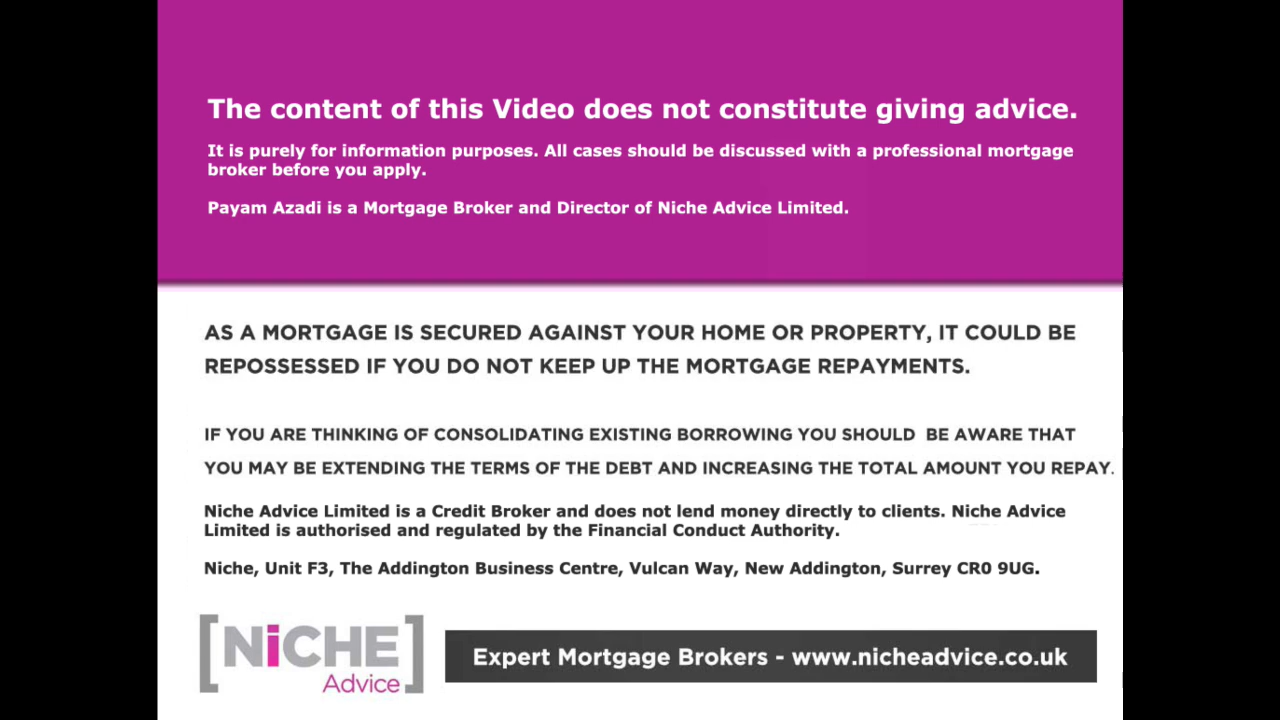 The content of this Video does not constitute giving advice.
It is purely for information purposes. All cases should be discussed with a professional mortgage
broker before you apply.
Payam Azadi is a Mortgage Broker and Director of Niche Advice Limited.
AS A MORTGAGE IS SECURED AGAINST YOUR HOME OR PROPERTY, IT COULD BE
REPOSSESSED IF YOU DO NOT KEEP UP THE MORTGAGE REPAYMENTS.
IF YOU ARE THINKING OF CONSOLIDATING EXISTING BORROWING YOU SHOULD BE AWARE THAT
YOU MAY BE EXTENDING THE TERMS OF THE DEBT AND INCREASING THE TOTAL AMOUNT YOU REPAY.
Niche Advice Limited is a Credit Broker and does not lend money directly to clients. Niche Advice
Limited is authorised and regulated by the Financial Conduct Authority.
Niche, Unit F3, The Addington Business Centre, Vulcan Way, New Addington, Surrey CR0 9UG.
[NiCHE
Advice]
Expert Mortgage Brokers - www.nicheadvice.co.uk